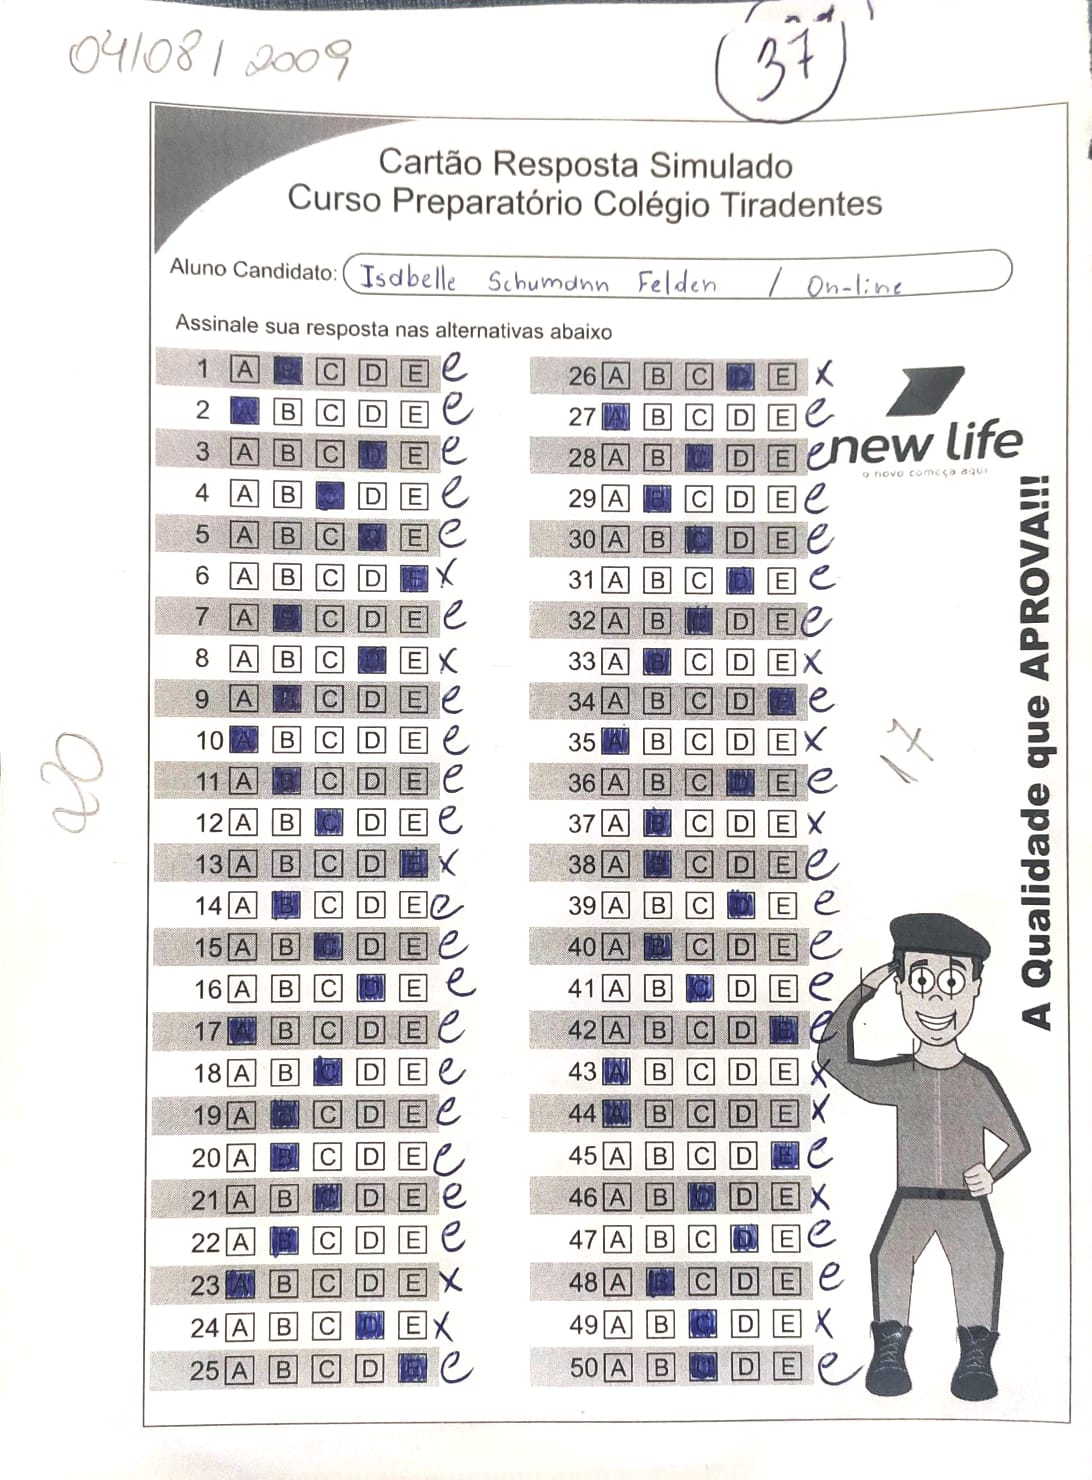 04/08/2009
37
Cartão Resposta Simulado
Curso Preparatório Colégio Tiradentes
Aluno Candidato: Isabelle Schumann Felden / On-line
Assinale sua resposta nas alternativas abaixo
1 A B C D E e
2 A B C D E e
3 A B C D E e
4 A B C D E e
5 A B C D E e
6 A B C D E x
7 A B C D E e
8 A B C D E x
9 A B C D E e
10 A B C D E e
11 A B C D E e
12 A B C D E e
13 A B C D E x
14 A B C D E e
15 A B C D E e
16 A B C D E e
17 A B C D E e
18 A B C D E e
19 A B C D E e
20 A B C D E e
21 A B C D E e
22 A B C D E e
23 A B C D E x
24 A B C D E x
25 A B C D E e
26 A B C D E x
27 A B C D E e
28 A B C D E e
29 A B C D E e
30 A B C D E e
31 A B C D E e
32 A B C D E e
33 A B C D E x
34 A B C D E e
35 A B C D E x
36 A B C D E e
37 A B C D E x
38 A B C D E e
39 A B C D E e
40 A B C D E e
41 A B C D E e
42 A B C D E e
43 A B C D E x
44 A B C D E x
45 A B C D E e
46 A B C D E x
47 A B C D E e
48 A B C D E e
49 A B C D E x
50 A B C D E e
new life
o novo começa aqui
A Qualidade que APROVA!!!
17